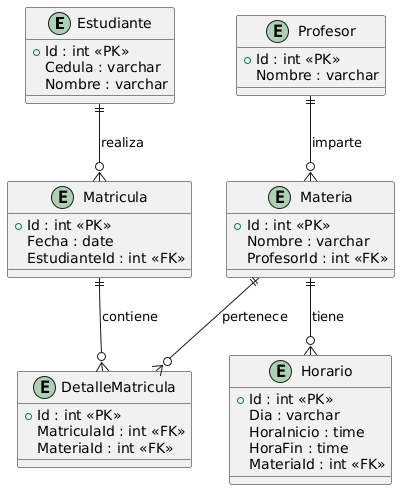 E Estudiante
Id : int «PK»
Cedula : varchar
Nombre : varchar
E Profesor
Id : int «PK»
Nombre : varchar
realiza
imparte
E Matricula
Id : int «PK»
Fecha : date
EstudianteId : int «FK»
E Materia
Id : int «PK»
Nombre : varchar
ProfesorId : int «FK»
contiene
pertenece
tiene
E DetalleMatricula
Id : int «PK»
MatriculaId : int «FK»
MateriaId : int «FK»
E Horario
Id : int «PK»
Dia : varchar
HoraInicio : time
HoraFin : time
MateriaId : int «FK»